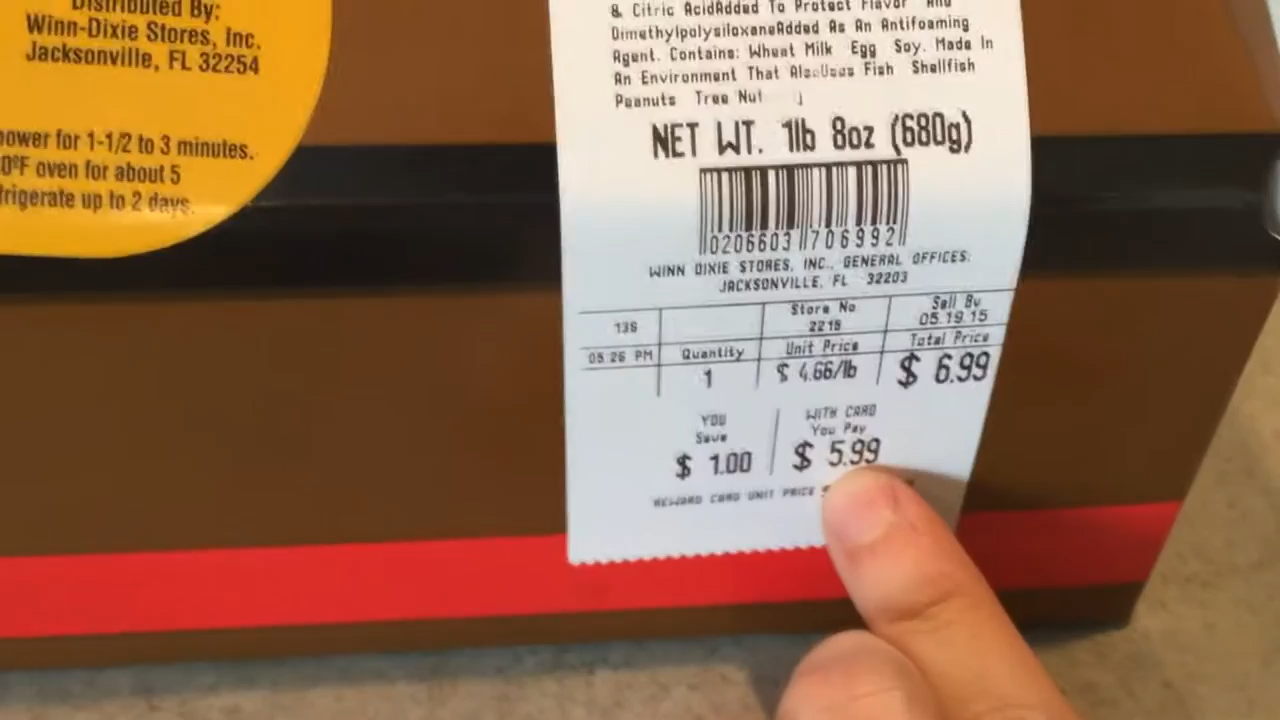 Distributed By:
Winn-Dixie Stores, Inc.
Jacksonville, FL 32254
power for 1-1/2 to 3 minutes.
0°F oven for about 5
frigerate up to 2 days.
& Citric AcidAdded To Protect Flavor And
DimethylpolysiloxaneAdded As An Antifoaming
Agent. Contains: Wheat Milk Egg Soy. Made In
An Environment That AlsoUses Fish Shellfish
Peanuts Tree Nut
NET WT. 1lb 8oz (680g)
0206603 706992
WINN DIXIE STORES, INC., GENERAL OFFICES:
JACKSONVILLE, FL 32203
138 Store No Sell By
2215 05.19.15
05:26 PM Quantity Unit Price Total Price
1 $ 4.66/lb $ 6.99
YOU WITH CARD
Save You Pay
$ 1.00 $ 5.99
REWARD CARD UNIT PRICE